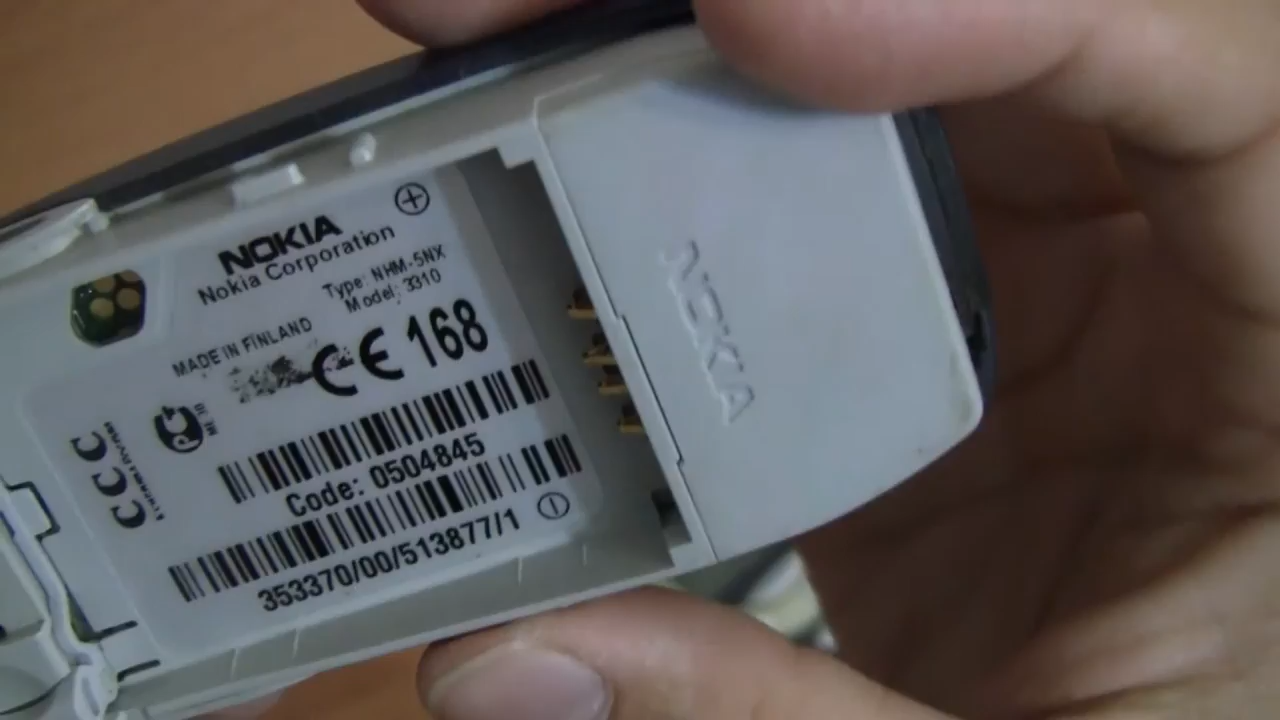 NOKIA
Nokia Corporation
Type: NHM-5NX
Model: 3310
MADE IN FINLAND
CE 168
Code: 0504845
353370/00/513877/1
CCC
NOKIA